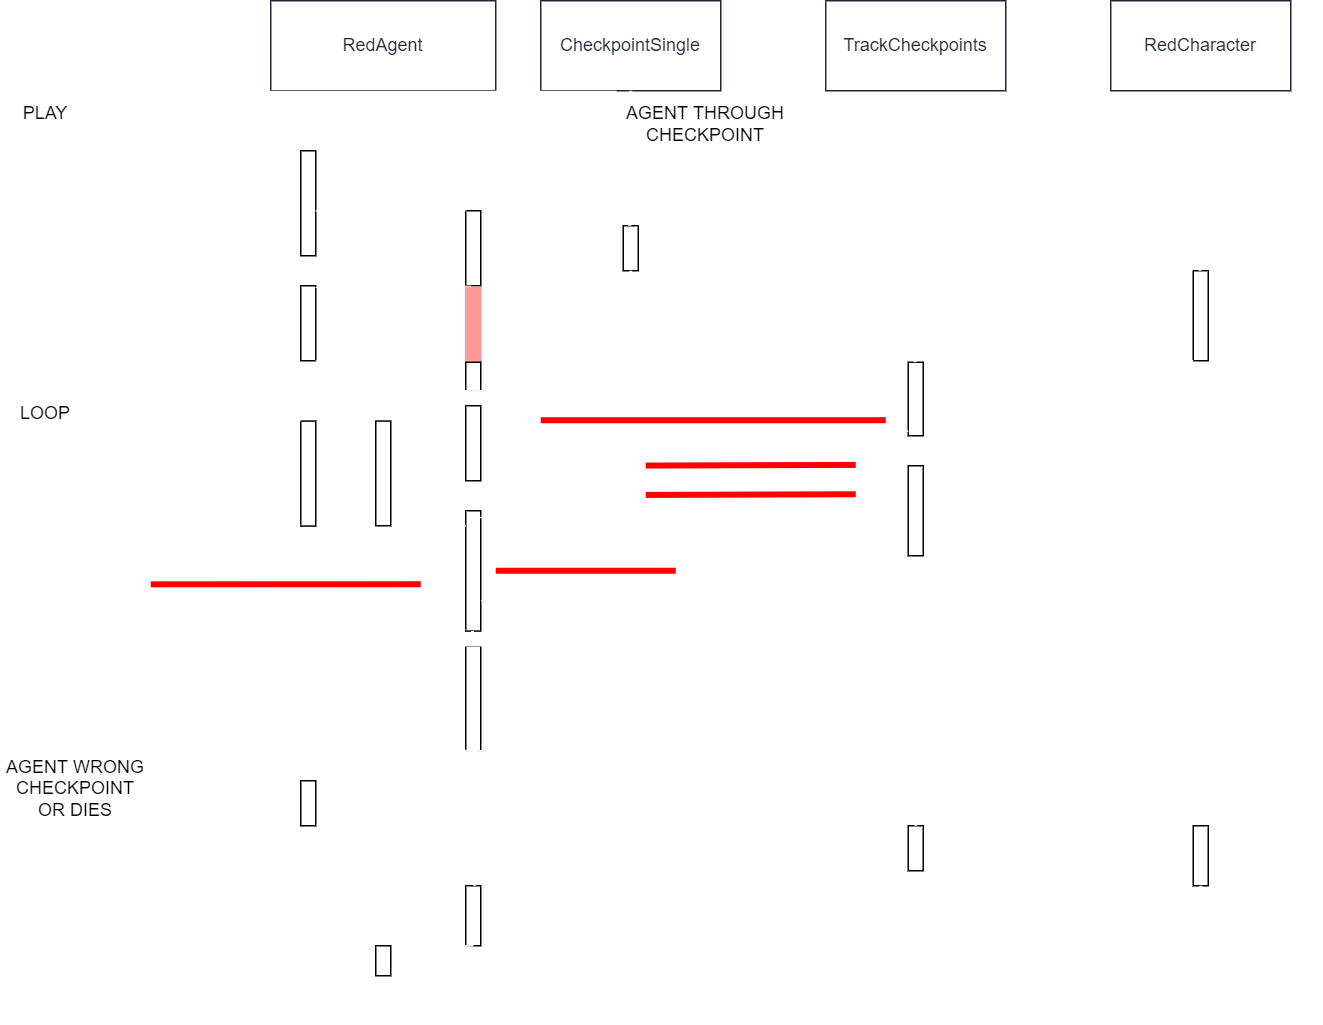 RedAgent
CheckpointSingle
TrackCheckpoints
RedCharacter
PLAY
AGENT THROUGH
CHECKPOINT
LOOP
AGENT WRONG
CHECKPOINT
OR DIES